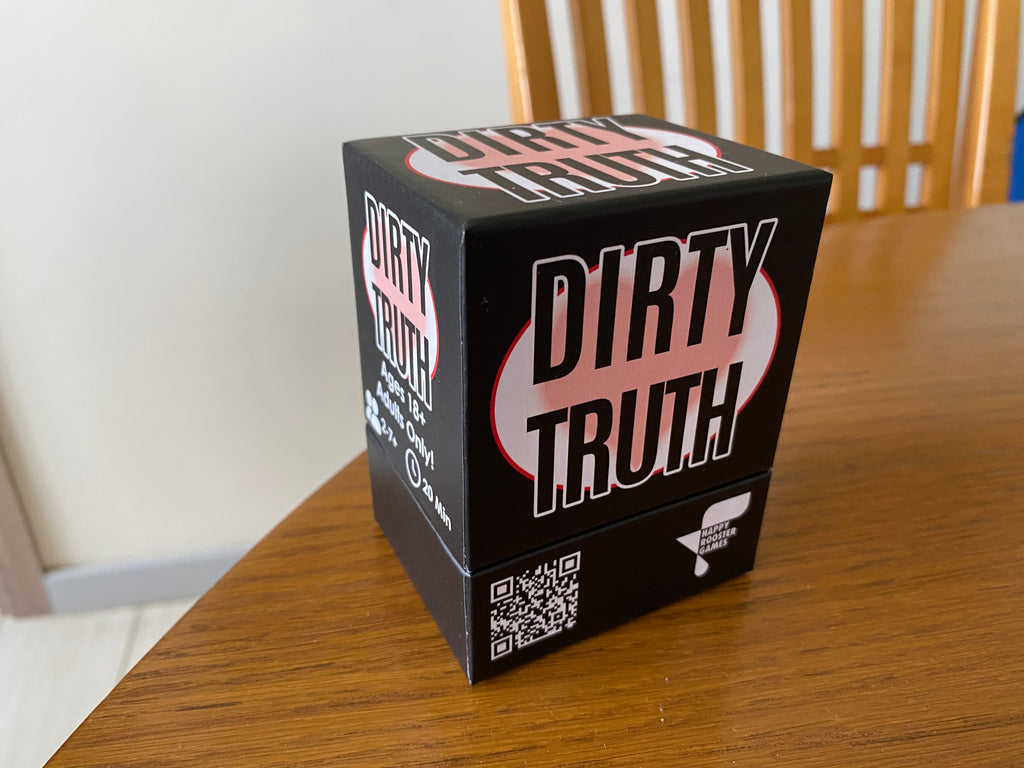 DIRTY
TRUTH
DIRTY
TRUTH
Ages 18+
Adults Only!
2-7+
20 Min
DIRTY
TRUTH
HAPPY
ROOSTER
GAMES